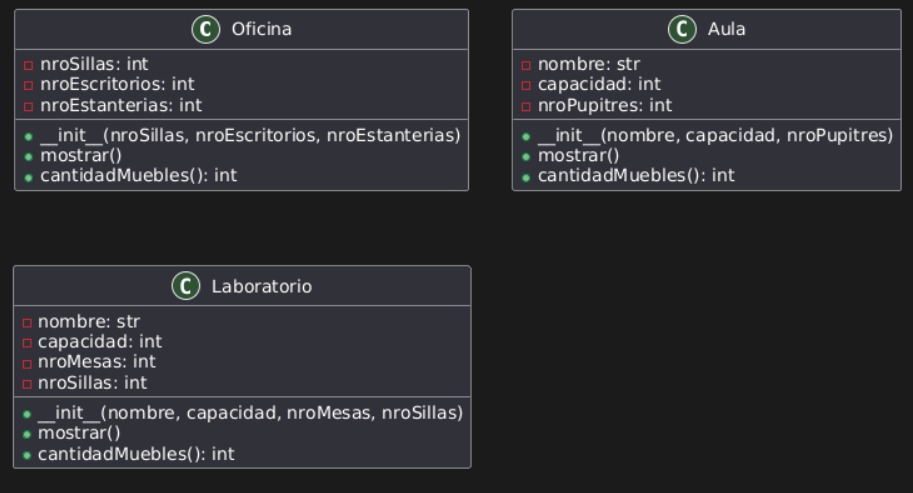 C Oficina
nroSillas: int
nroEscritorios: int
nroEstanterias: int
__init__(nroSillas, nroEscritorios, nroEstanterias)
mostrar()
cantidadMuebles(): int
C Aula
nombre: str
capacidad: int
nroPupitres: int
__init__(nombre, capacidad, nroPupitres)
mostrar()
cantidadMuebles(): int
C Laboratorio
nombre: str
capacidad: int
nroMesas: int
nroSillas: int
__init__(nombre, capacidad, nroMesas, nroSillas)
mostrar()
cantidadMuebles(): int